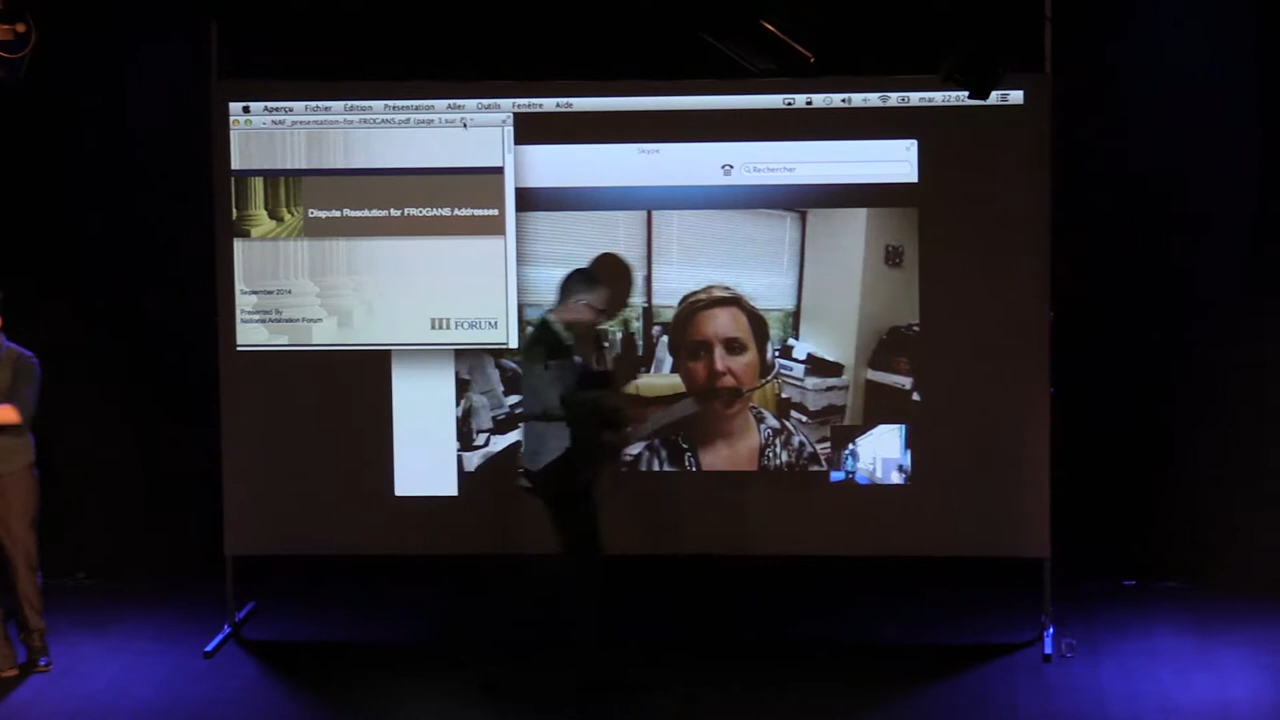 Aperçu Fichier Édition Présentation Aller Outils Fenêtre Aide mar. 22:02
NAF_presentation-for-FROGANS.pdf (page 1 sur
Skype
Rechercher
Dispute Resolution for FROGANS Addresses
September 2014
Presented By
National Arbitration Forum
FORUM